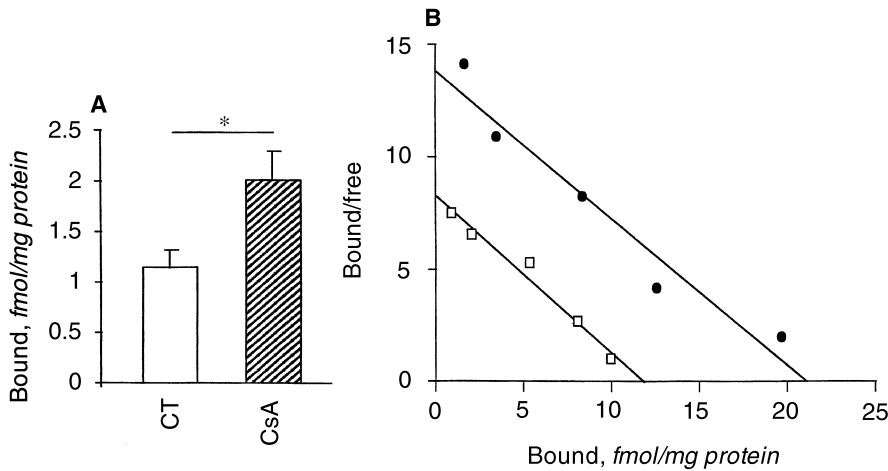 A
2.5
2
1.5
1
0.5
0
Bound, fmol/mg protein
*
CT
CsA
B
15
10
5
0
Bound/free
0 5 10 15 20 25
Bound, fmol/mg protein